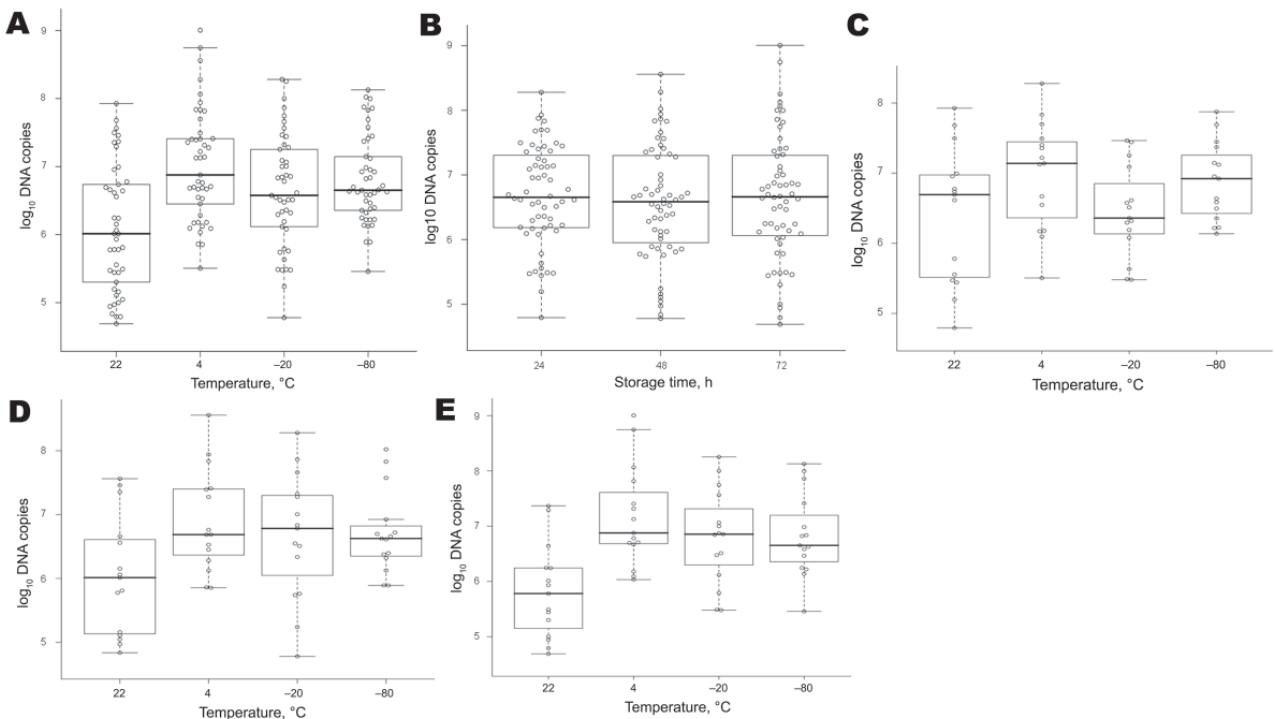 A
9
8
7
6
5
log₁₀ DNA copies
22 4 –20 –80
Temperature, °C
B
9
8
7
6
5
log10 DNA copies
24 48 72
Storage time, h
C
8
7
6
5
log₁₀ DNA copies
22 4 –20 –80
Temperature, °C
D
8
7
6
5
log₁₀ DNA copies
22 4 –20 –80
Temperature, °C
E
9
8
7
6
5
log₁₀ DNA copies
22 4 –20 –80
Temperature, °C